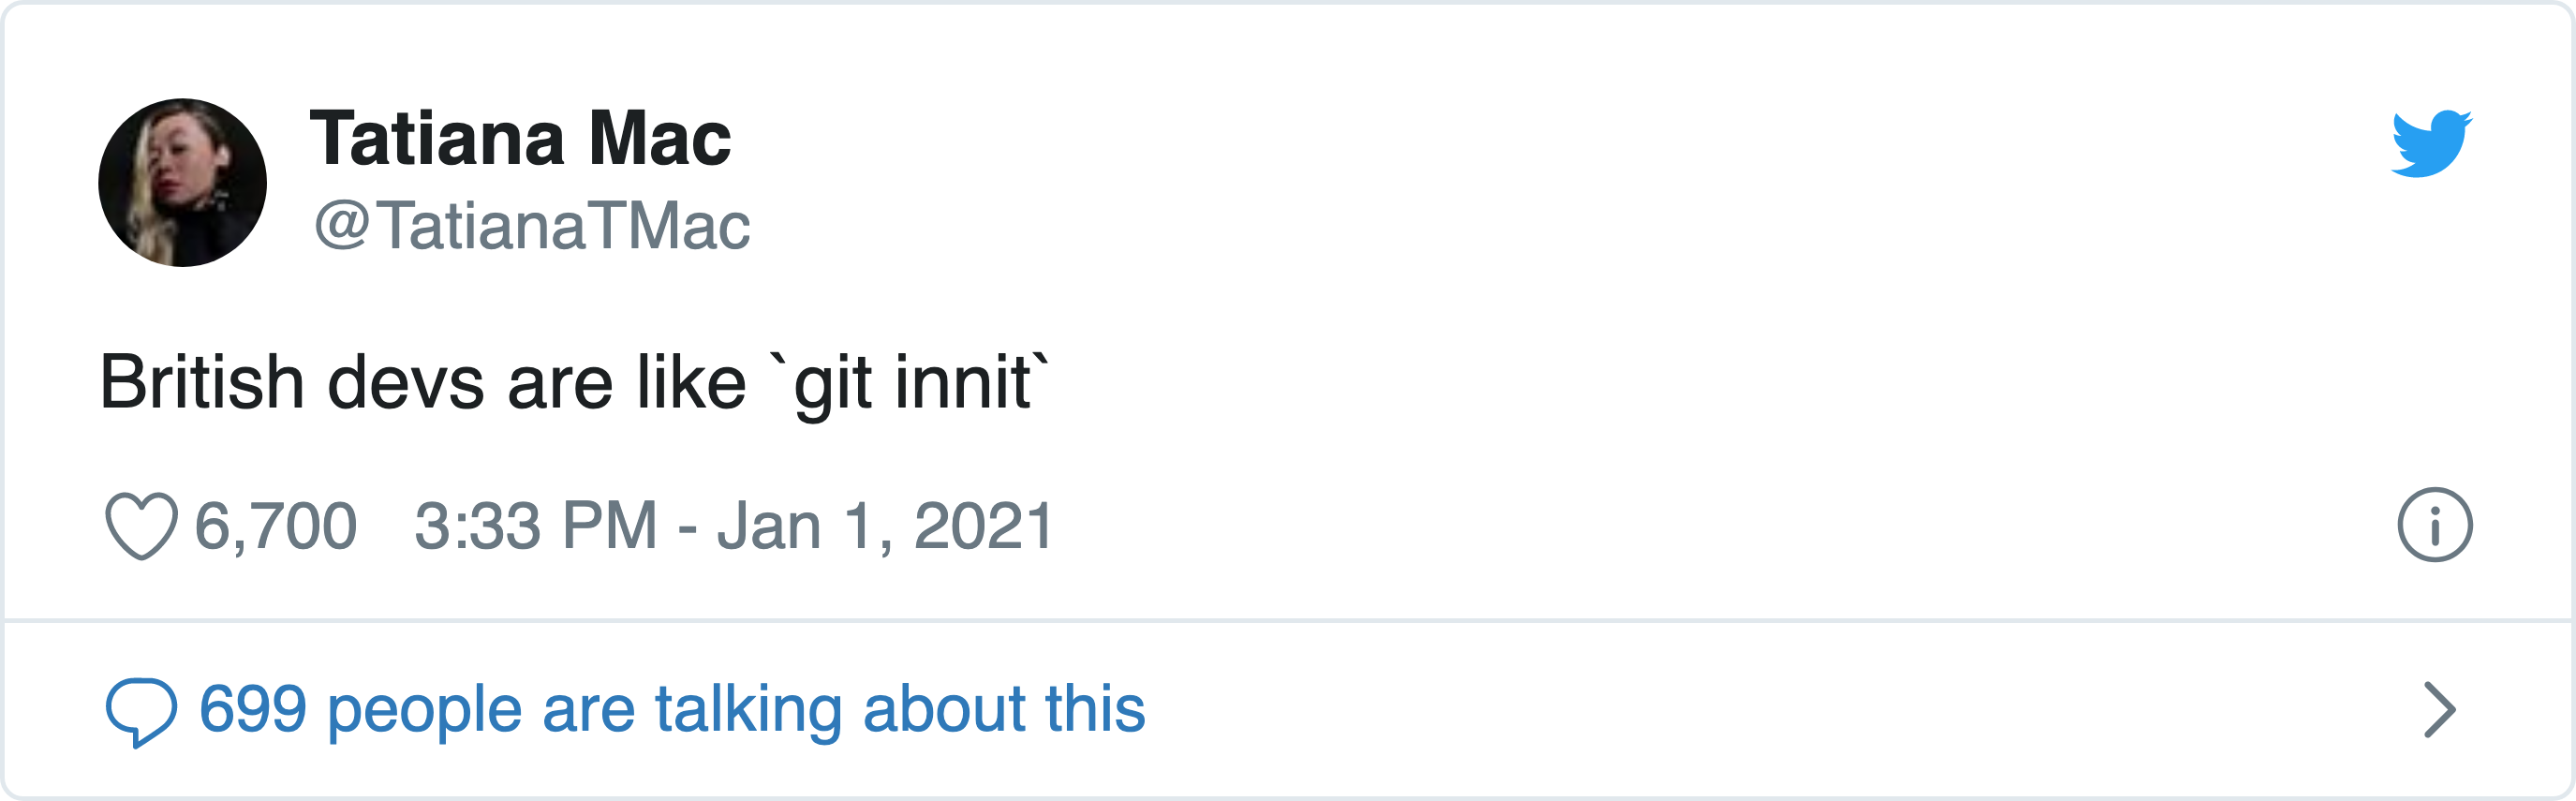 Tatiana Mac
@TatianaTMac
British devs are like `git innit`
6,700 3:33 PM - Jan 1, 2021
699 people are talking about this